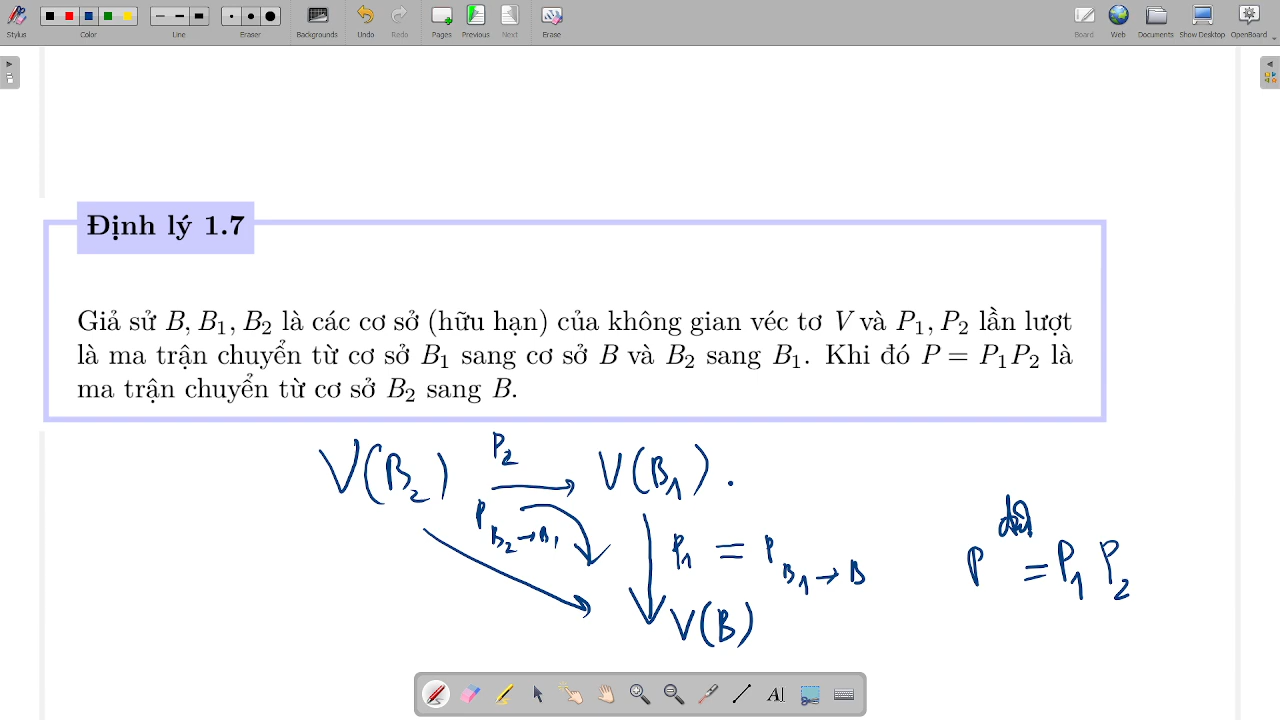 Stylus Color Line Eraser Backgrounds Undo Redo Pages Previous Next Erase Board Web Documents Show Desktop OpenBoard
Định lý 1.7
Giả sử B, B₁, B₂ là các cơ sở (hữu hạn) của không gian véc tơ V và P₁, P₂ lần lượt
là ma trận chuyển từ cơ sở B₁ sang cơ sở B và B₂ sang B₁. Khi đó P = P₁P₂ là
ma trận chuyển từ cơ sở B₂ sang B.
V(B₂) P₂ V(B₁).
P B₂→B₁
P₁ = P B₁→B
P = P₁ P₂
V(B)
AI